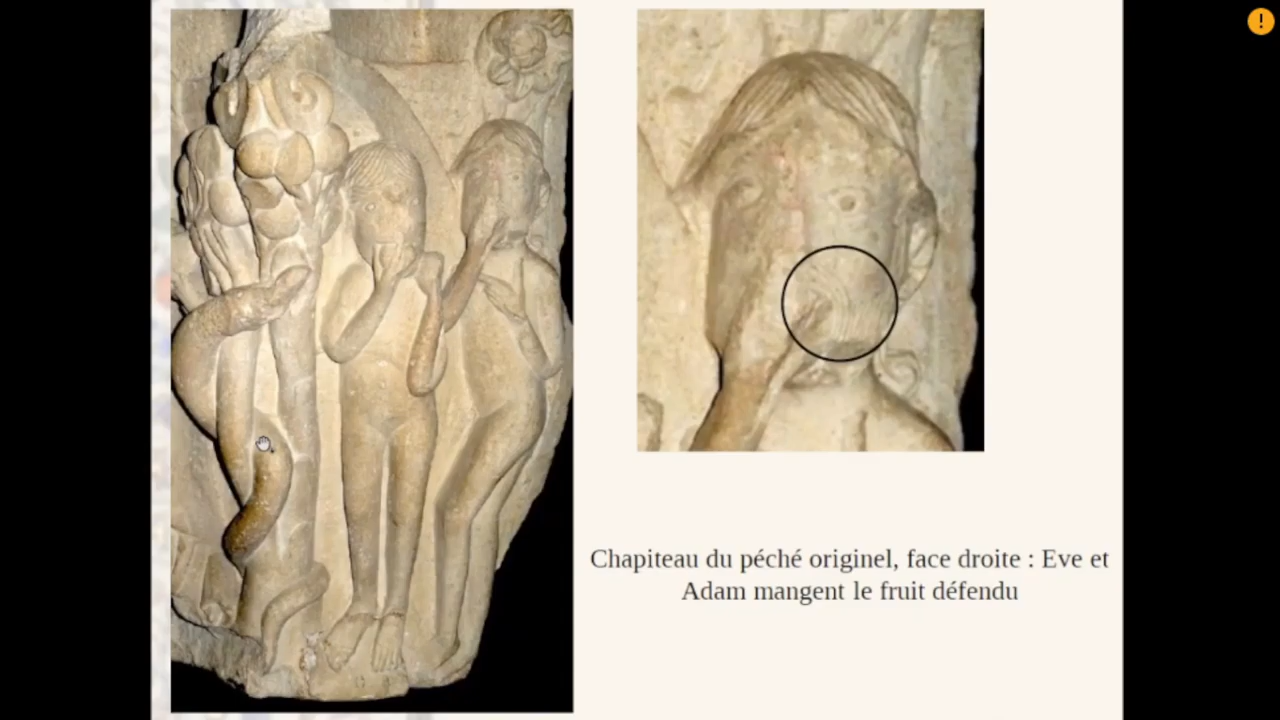 Chapiteau du péché originel, face droite : Eve et
Adam mangent le fruit défendu